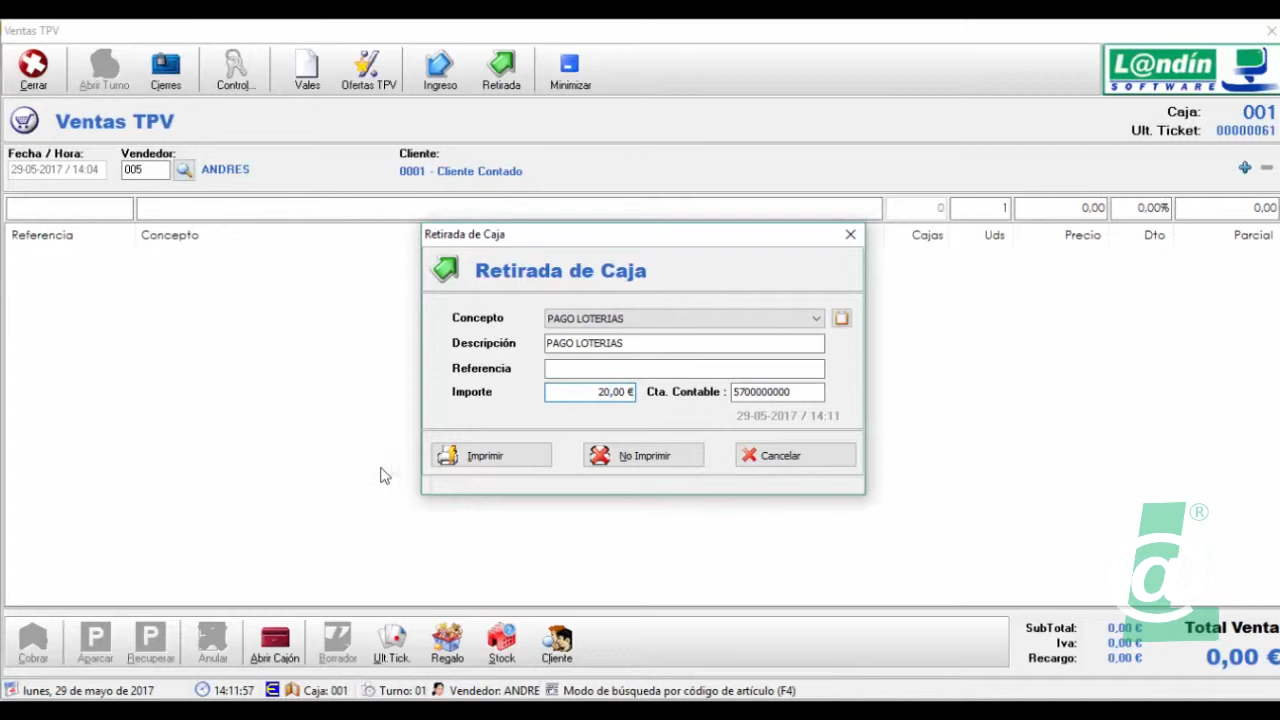 Ventas TPV
Cerrar
Abrir Turno
Cierres
Control...
Vales
Ofertas TPV
Ingreso
Retirada
Minimizar
L@ndín
SOFTWARE
Ventas TPV
Caja: 001
Ult. Ticket: 00000061
Fecha / Hora:
Vendedor:
Cliente:
29-05-2017 / 14:04
005
ANDRES
0001 - Cliente Contado
0
1
0,00
0,00%
0,00
Referencia
Concepto
Cajas
Uds
Precio
Dto
Parcial
Retirada de Caja
Retirada de Caja
Concepto
PAGO LOTERIAS
Descripción
PAGO LOTERIAS
Referencia
Importe
20,00 €
Cta. Contable :
5700000000
29-05-2017 / 14:11
Imprimir
No Imprimir
Cancelar
@
®
Cobrar
Aparcar
Recuperar
Anular
Abrir Cajón
Borrador
Ult.Tick.
Regalo
Stock
Cliente
SubTotal: 0,00 €
Iva: 0,00 €
Recargo: 0,00 €
Total Venta
0,00 €
lunes, 29 de mayo de 2017
14:11:57
Caja: 001
Turno: 01
Vendedor: ANDRE
Modo de búsqueda por código de artículo (F4)